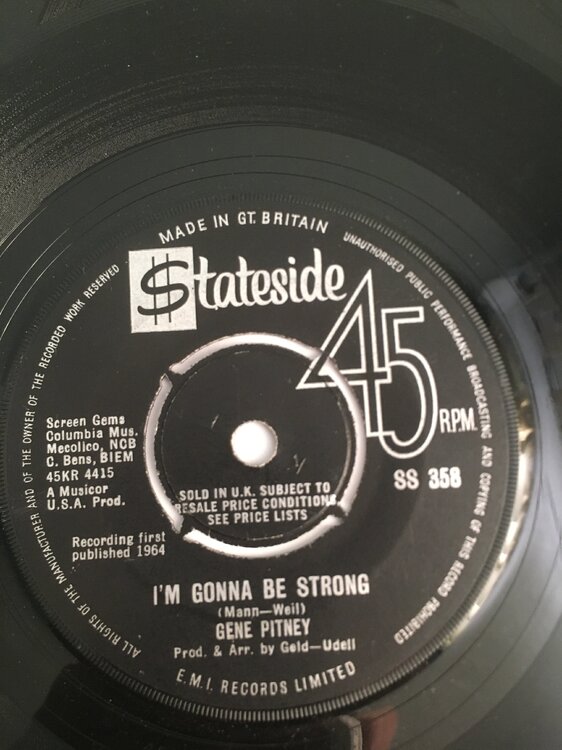 MADE IN GT. BRITAIN
UNAUTHORISED PUBLIC PERFORMANCE BROADCASTING AND COPYING OF THIS RECORD PROHIBITED
ALL RIGHTS OF THE MANUFACTURER AND OF THE OWNER OF THE RECORDED WORK RESERVED
$tateside
45
R.P.M.
SS 358
Screen Gems
Columbia Mus.
Mecolico, NCB
C. Bens, BIEM
45KR 4415
A Musicor
U.S.A. Prod.
SOLD IN U.K. SUBJECT TO
RESALE PRICE CONDITIONS,
SEE PRICE LISTS
Recording first
published 1964
I'M GONNA BE STRONG
(Mann—Weil)
GENE PITNEY
Prod. & Arr. by Geld—Udell
E.M.I. RECORDS LIMITED